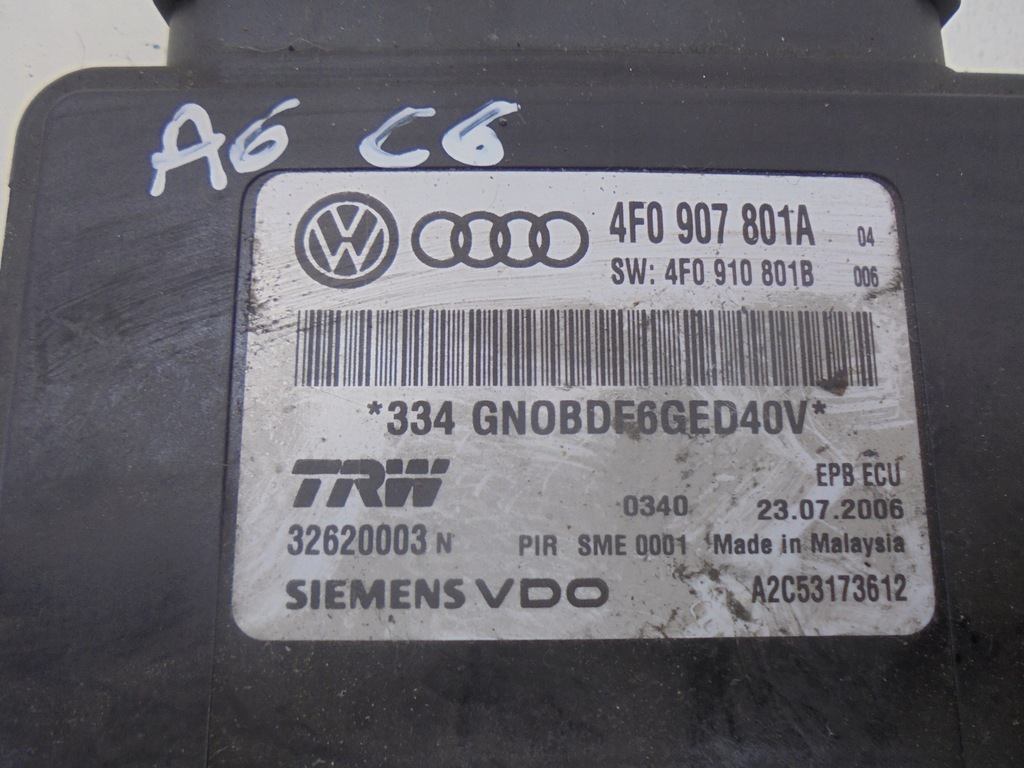 A6 C6
4F0 907 801A 04
SW: 4F0 910 801B 006
*334 GNOBDF6GED40V*
TRW EPB ECU
0340 23.07.2006
32620003 N PIR SME 0001 Made in Malaysia
SIEMENS VDO A2C53173612